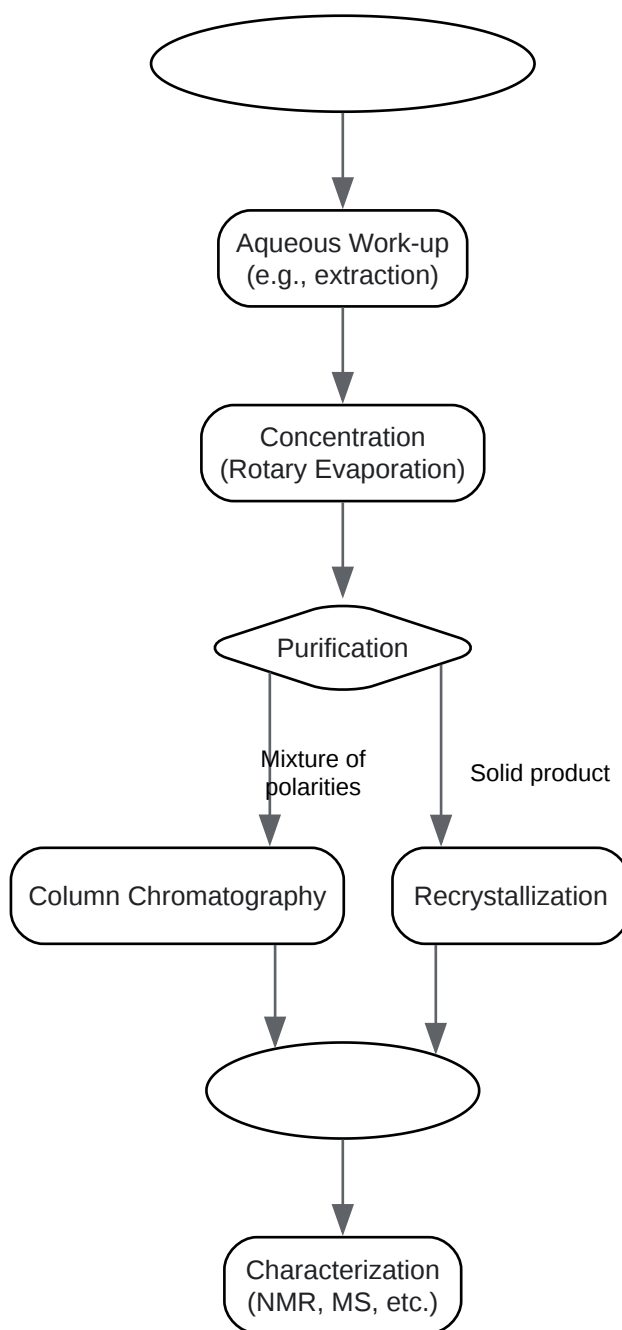 Aqueous Work-up
(e.g., extraction)
Concentration
(Rotary Evaporation)
Purification
Mixture of
polarities
Solid product
Column Chromatography
Recrystallization
Characterization
(NMR, MS, etc.)